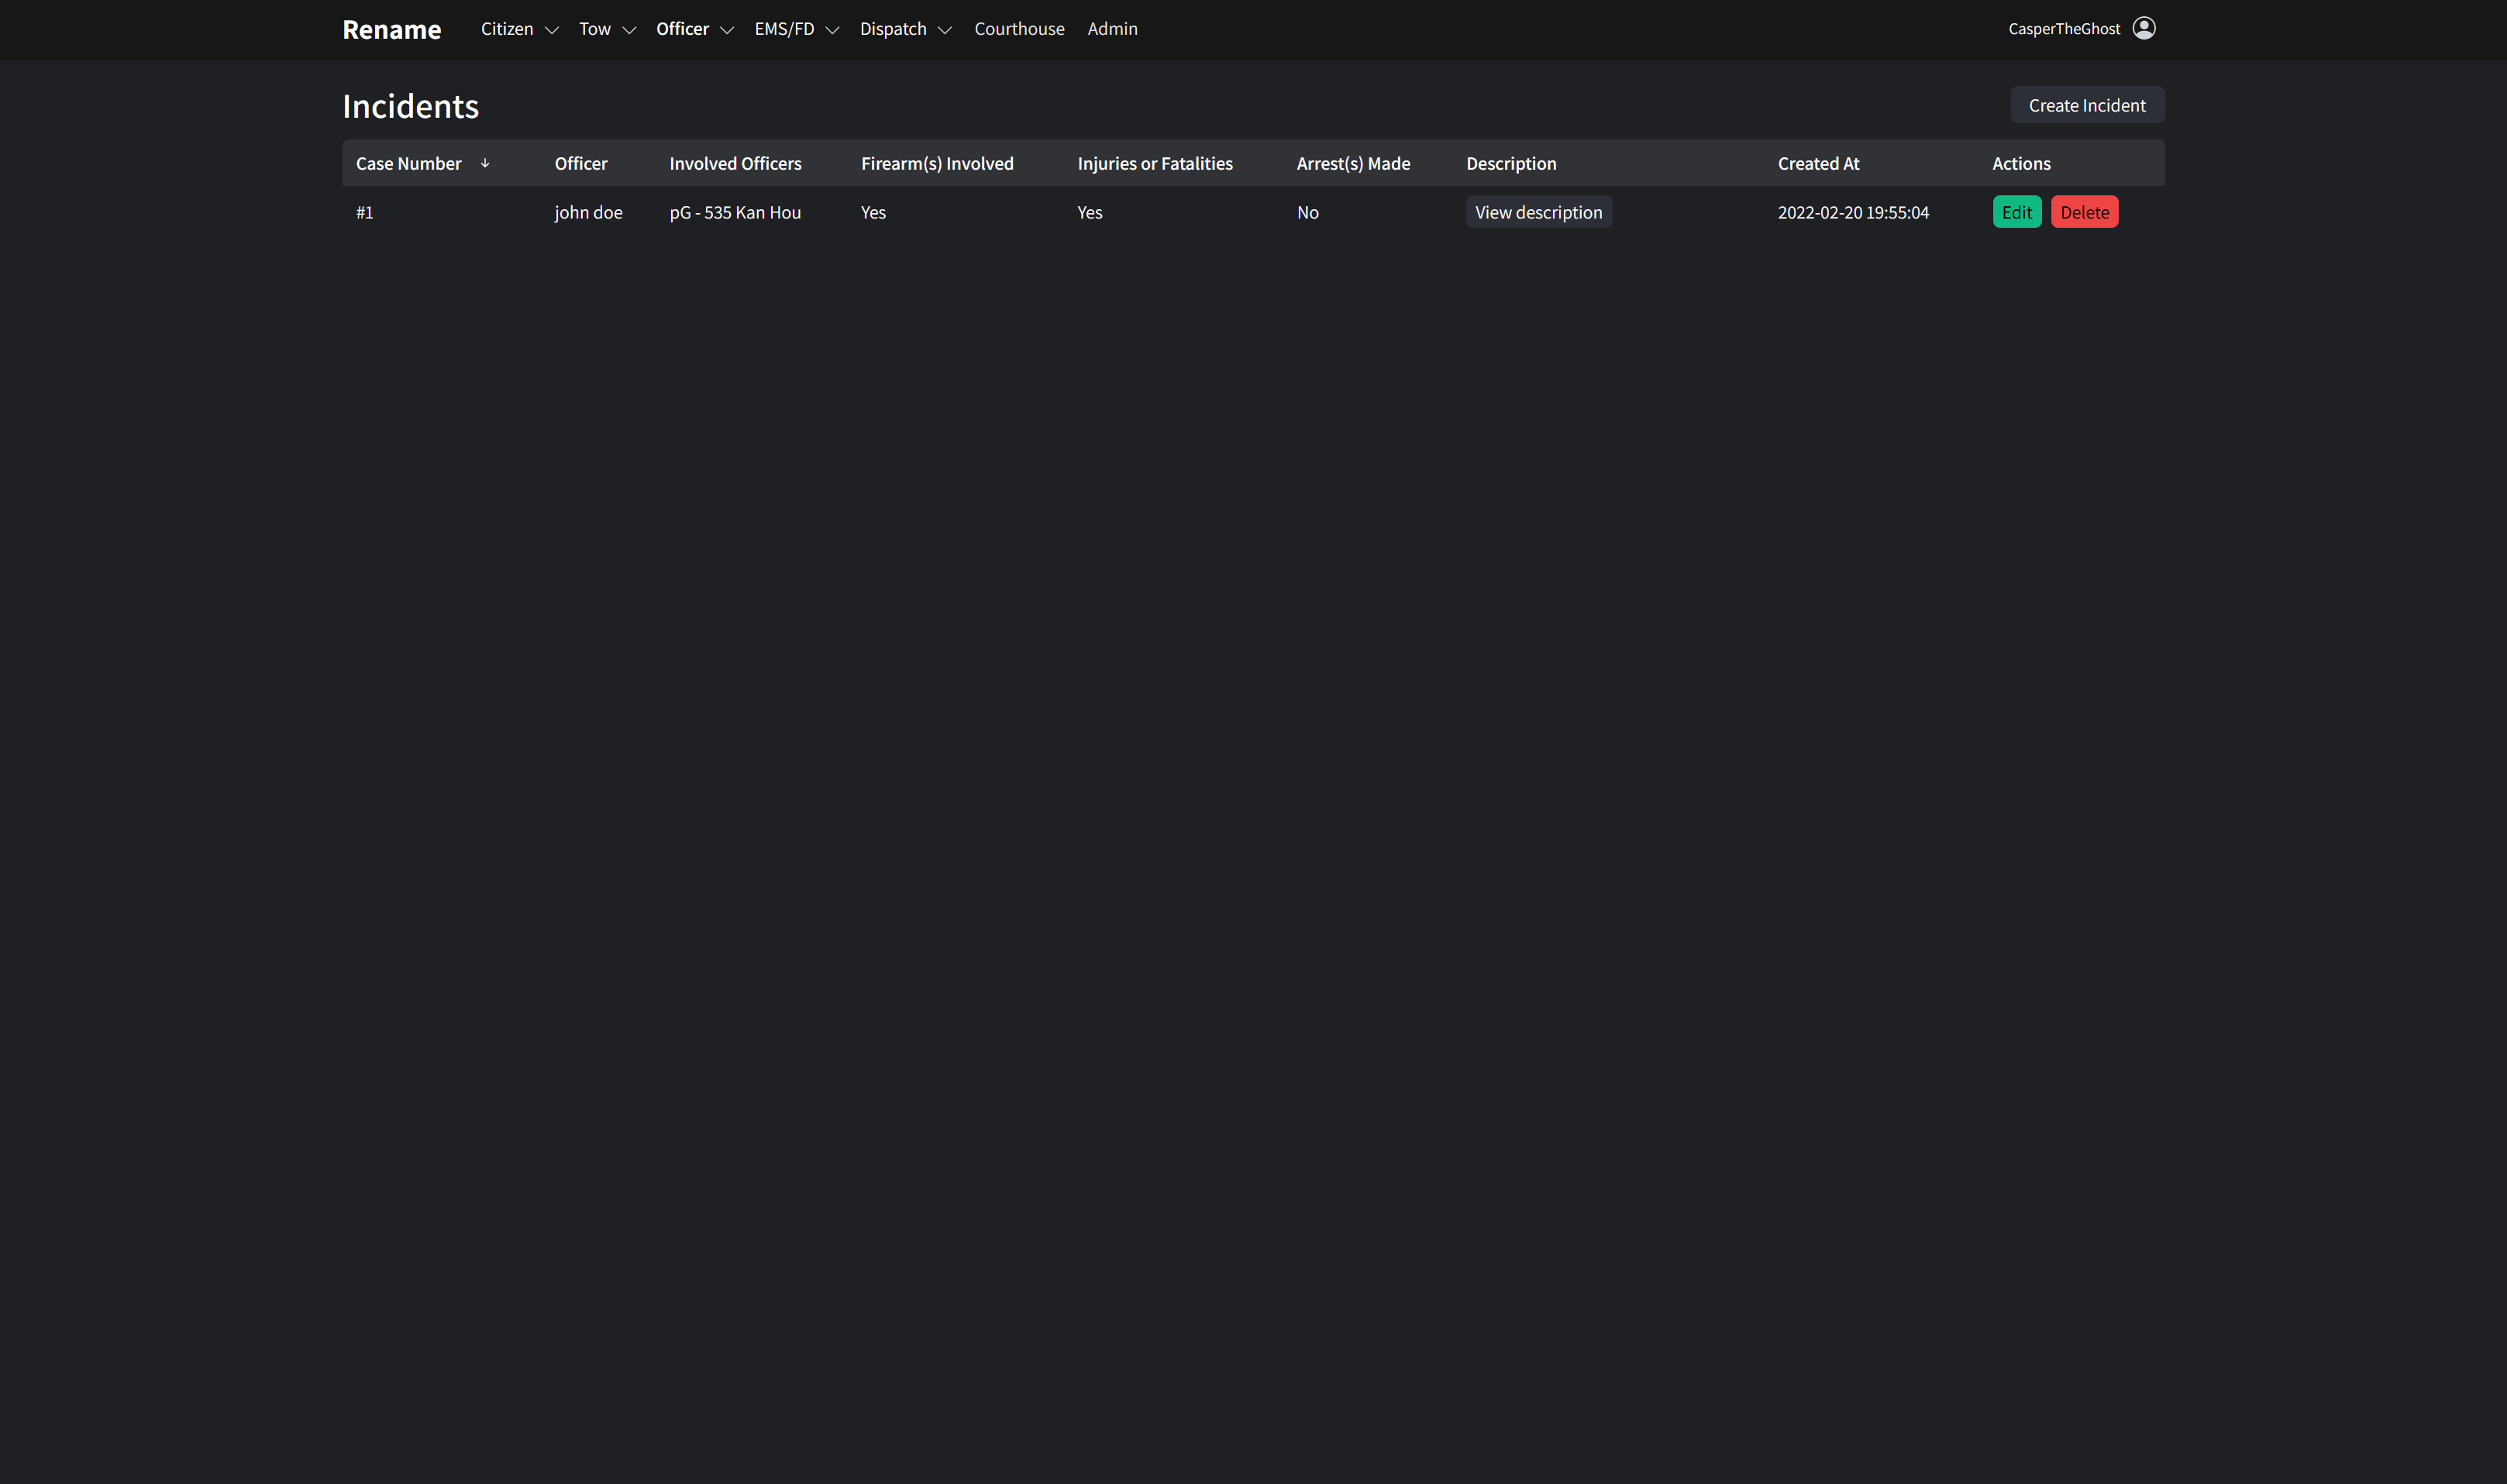 Rename Citizen Tow Officer EMS/FD Dispatch Courthouse Admin CasperTheGhost
Incidents Create Incident
Case Number ↓ Officer Involved Officers Firearm(s) Involved Injuries or Fatalities Arrest(s) Made Description Created At Actions
#1 john doe pG - 535 Kan Hou Yes Yes No View description 2022-02-20 19:55:04 Edit Delete